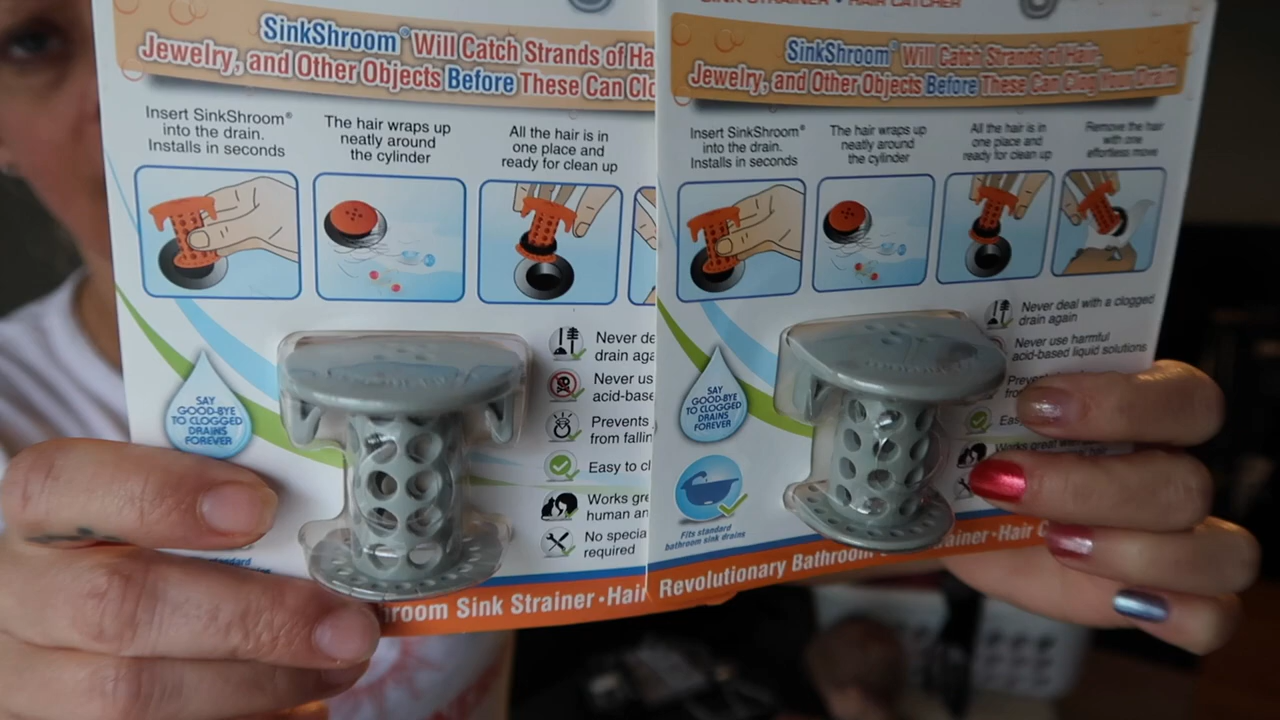 SinkShroom® Will Catch Strands of Ha
Jewelry, and Other Objects Before These Can Clo
Insert SinkShroom®
into the drain.
Installs in seconds
The hair wraps up
neatly around
the cylinder
All the hair is in
one place and
ready for clean up
SAY
GOOD-BYE
TO CLOGGED
DRAINS
FOREVER
Never de
drain aga
Never us
acid-base
Prevents
from fallin
Easy to cl
Works gre
human an
No specia
required
room Sink Strainer • Hair
SINK STRAINER • HAIR CATCHER
SinkShroom® Will Catch Strands of Hair,
Jewelry, and Other Objects Before These Can Clog Your Drain
Insert SinkShroom®
into the drain.
Installs in seconds
The hair wraps up
neatly around
the cylinder
All the hair is in
one place and
ready for clean up
Remove the hair
with one
effortless move
SAY
GOOD-BYE
TO CLOGGED
DRAINS
FOREVER
Never deal with a clogged
drain again
Never use harmful
acid-based liquid solutions
Works great
Fits standard
bathroom sink drains
Revolutionary Bathroom
rainer • Hair C